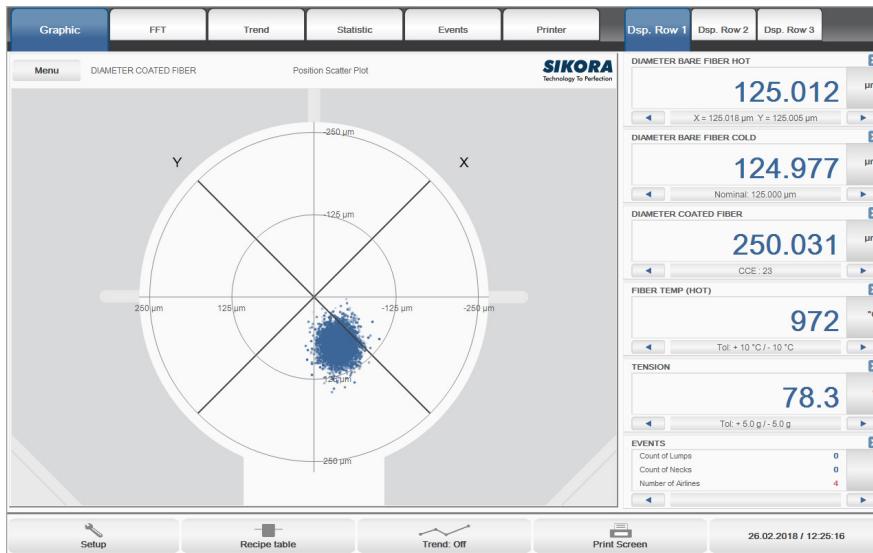 Graphic
FFT
Trend
Statistic
Events
Printer
Dsp. Row 1
Dsp. Row 2
Dsp. Row 3
Menu
DIAMETER COATED FIBER
Position Scatter Plot
SIKORA
Technology To Perfection
-250 µm
Y
X
-125 µm
250 µm
125 µm
-125 µm
-250 µm
125 µm
250 µm
DIAMETER BARE FIBER HOT
125.012
µm
X = 125.018 µm Y = 125.005 µm
DIAMETER BARE FIBER COLD
124.977
µm
Nominal: 125.000 µm
DIAMETER COATED FIBER
250.031
µm
CCE : 23
FIBER TEMP (HOT)
972
Tol: + 10 °C / - 10 °C
TENSION
78.3
Tol: + 5.0 g / - 5.0 g
EVENTS
Count of Lumps 0
Count of Necks 0
Number of Airlines 4
Setup
Recipe table
Trend: Off
Print Screen
26.02.2018 / 12:25:16